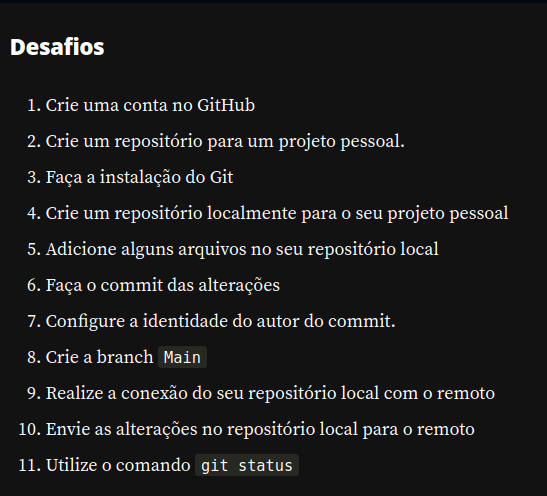 Desafios
1. Crie uma conta no GitHub
2. Crie um repositório para um projeto pessoal.
3. Faça a instalação do Git
4. Crie um repositório localmente para o seu projeto pessoal
5. Adicione alguns arquivos no seu repositório local
6. Faça o commit das alterações
7. Configure a identidade do autor do commit.
8. Crie a branch Main
9. Realize a conexão do seu repositório local com o remoto
10. Envie as alterações no repositório local para o remoto
11. Utilize o comando git status